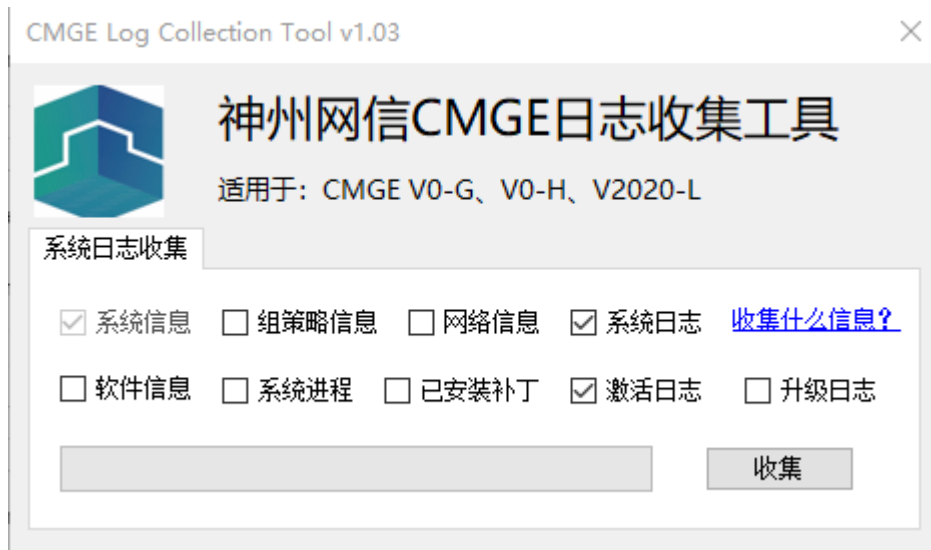 CMGE Log Collection Tool v1.03
神州网信CMGE日志收集工具
适用于：CMGE V0-G、V0-H、V2020-L
系统日志收集
系统信息 组策略信息 网络信息 系统日志 收集什么信息？
软件信息 系统进程 已安装补丁 激活日志 升级日志
收集